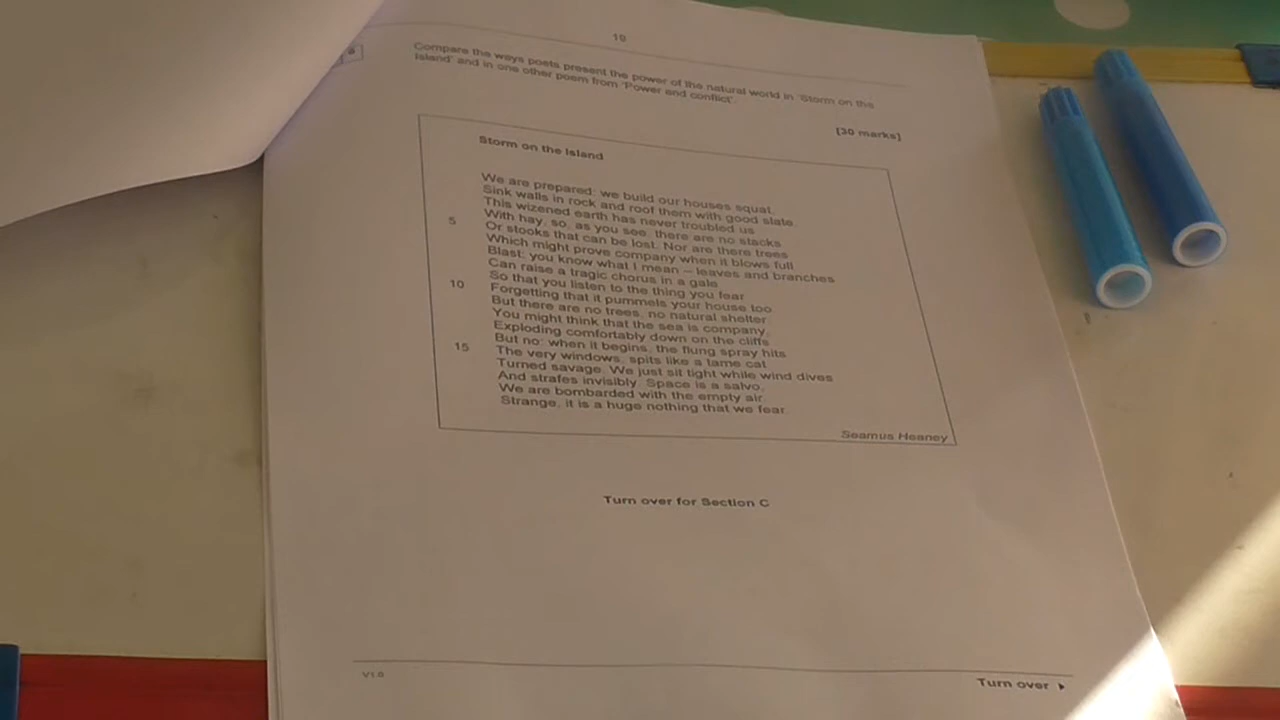 19
Compare the ways poets present the power of the natural world in 'Storm on the
Island' and in one other poem from 'Power and conflict'.
[30 marks]
Storm on the Island
We are prepared: we build our houses squat,
Sink walls in rock and roof them with good slate.
This wizened earth has never troubled us
With hay, so, as you see, there are no stacks
5 Or stooks that can be lost. Nor are there trees
Which might prove company when it blows full
Blast: you know what I mean – leaves and branches
Can raise a tragic chorus in a gale
So that you listen to the thing you fear
10 Forgetting that it pummels your house too.
But there are no trees, no natural shelter.
You might think that the sea is company,
Exploding comfortably down on the cliffs
But no: when it begins, the flung spray hits
15 The very windows, spits like a tame cat
Turned savage. We just sit tight while wind dives
And strafes invisibly. Space is a salvo,
We are bombarded with the empty air.
Strange, it is a huge nothing that we fear.
Seamus Heaney
Turn over for Section C
V1.0
Turn over ►